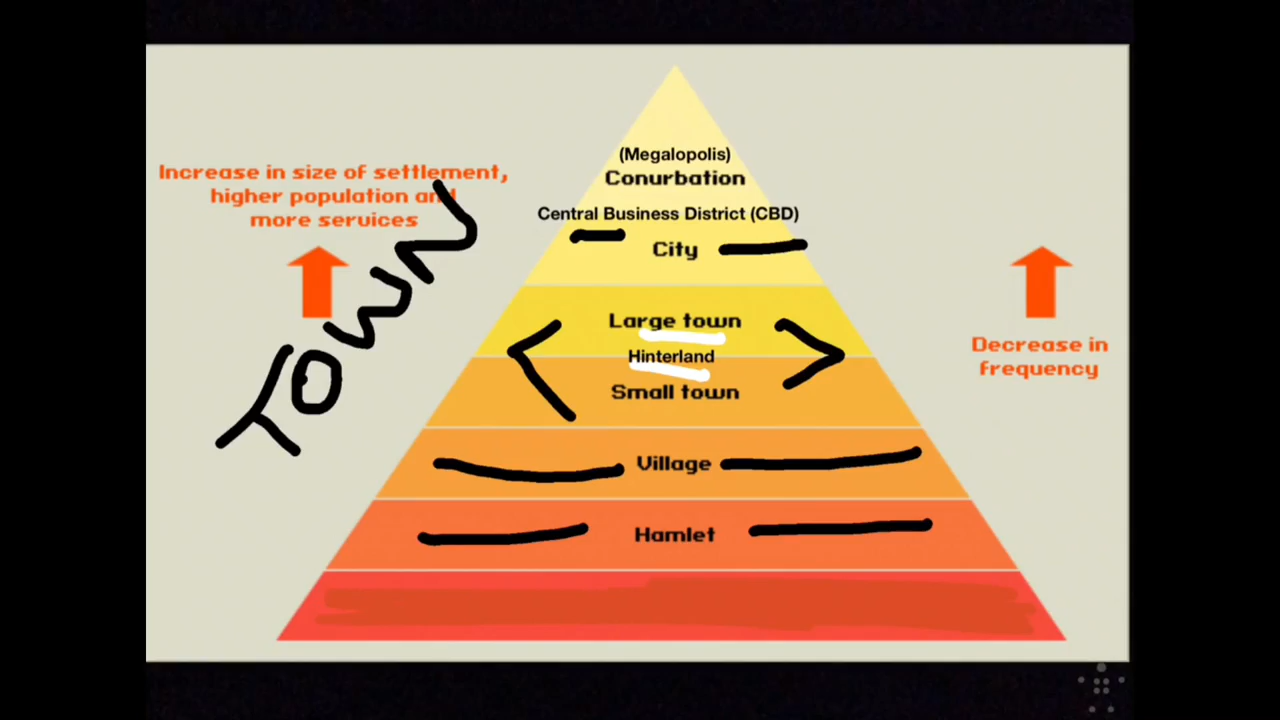 Increase in size of settlement,
higher population and
more services
TOWN
(Megalopolis)
Conurbation
Central Business District (CBD)
City
Large town
Hinterland
Small town
Village
Hamlet
Decrease in
frequency